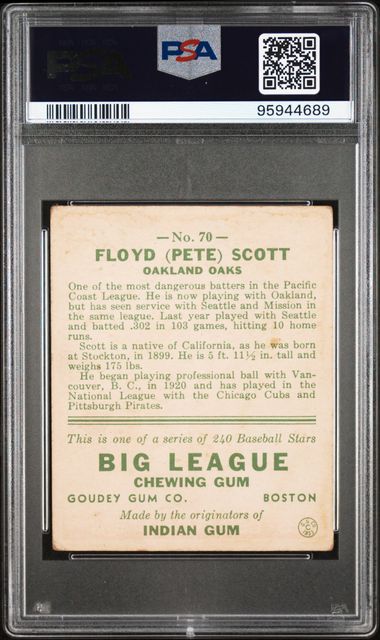 PSA
95944689
— No. 70 —
FLOYD (PETE) SCOTT
OAKLAND OAKS
One of the most dangerous batters in the Pacific
Coast League. He is now playing with Oakland,
but has seen service with Seattle and Mission in
the same league. Last year played with Seattle
and batted .302 in 103 games, hitting 10 home
runs.
Scott is a native of California, as he was born
at Stockton, in 1899. He is 5 ft. 11½ in. tall and
weighs 175 lbs.
He began playing professional ball with Van-
couver, B. C., in 1920 and has played in the
National League with the Chicago Cubs and
Pittsburgh Pirates.
This is one of a series of 240 Baseball Stars
BIG LEAGUE
CHEWING GUM
GOUDEY GUM CO. BOSTON
Made by the originators of
INDIAN GUM